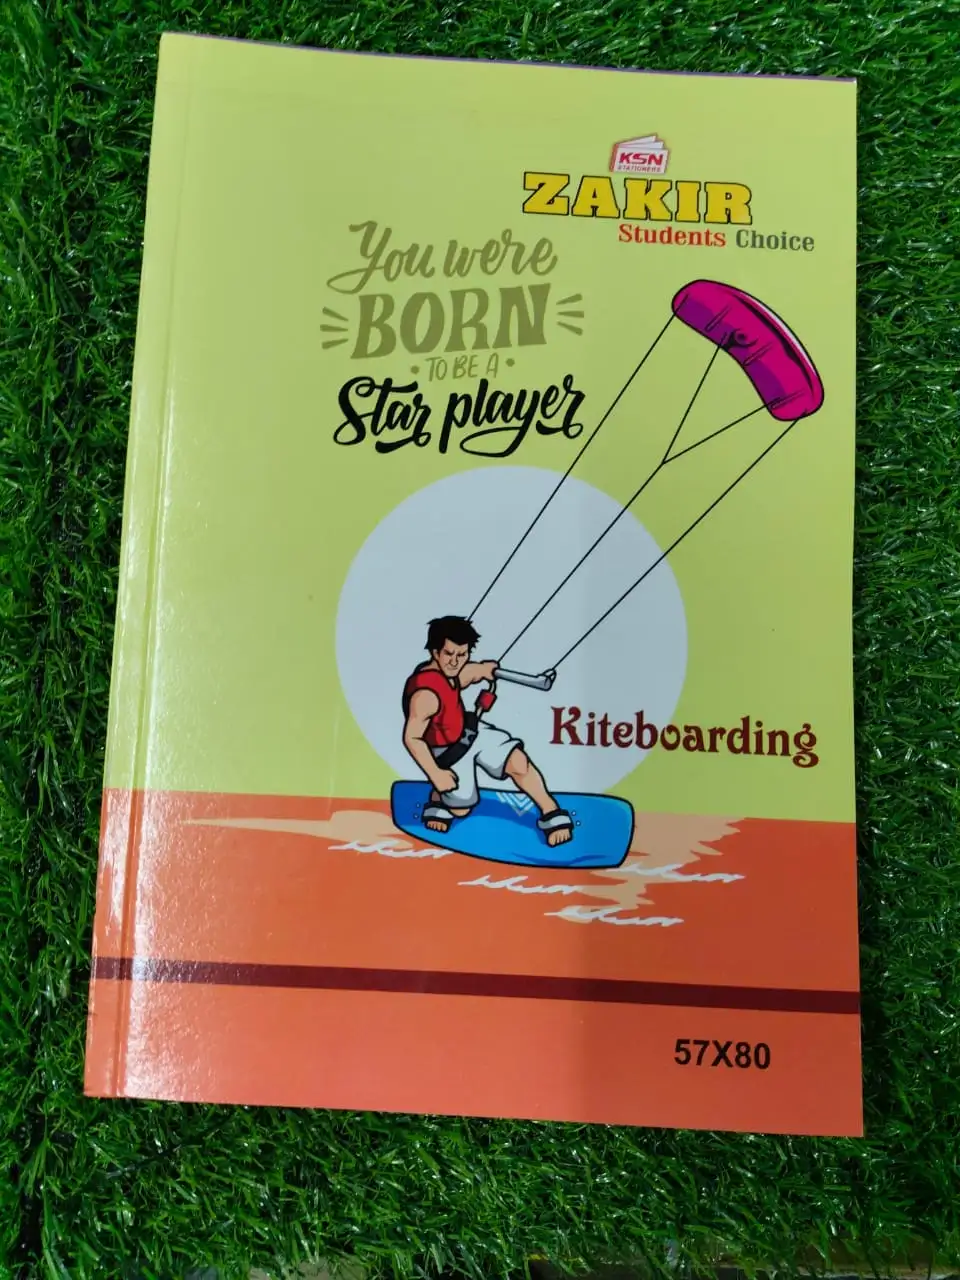 KSN
STATIONERS
ZAKIR
Students Choice
You were
BORN
• TO BE A •
Star player
Kiteboarding
57X80